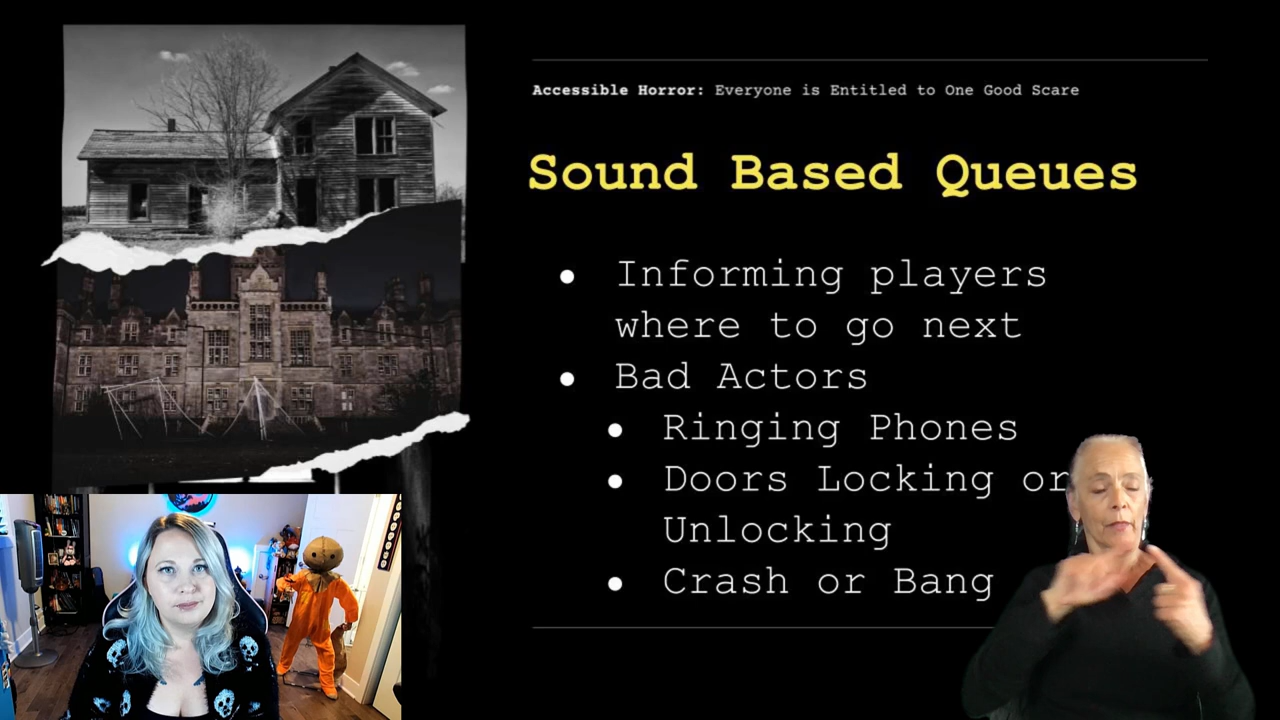 Accessible Horror: Everyone is Entitled to One Good Scare
Sound Based Queues
● Informing players
where to go next
● Bad Actors
● Ringing Phones
● Doors Locking or
Unlocking
● Crash or Bang